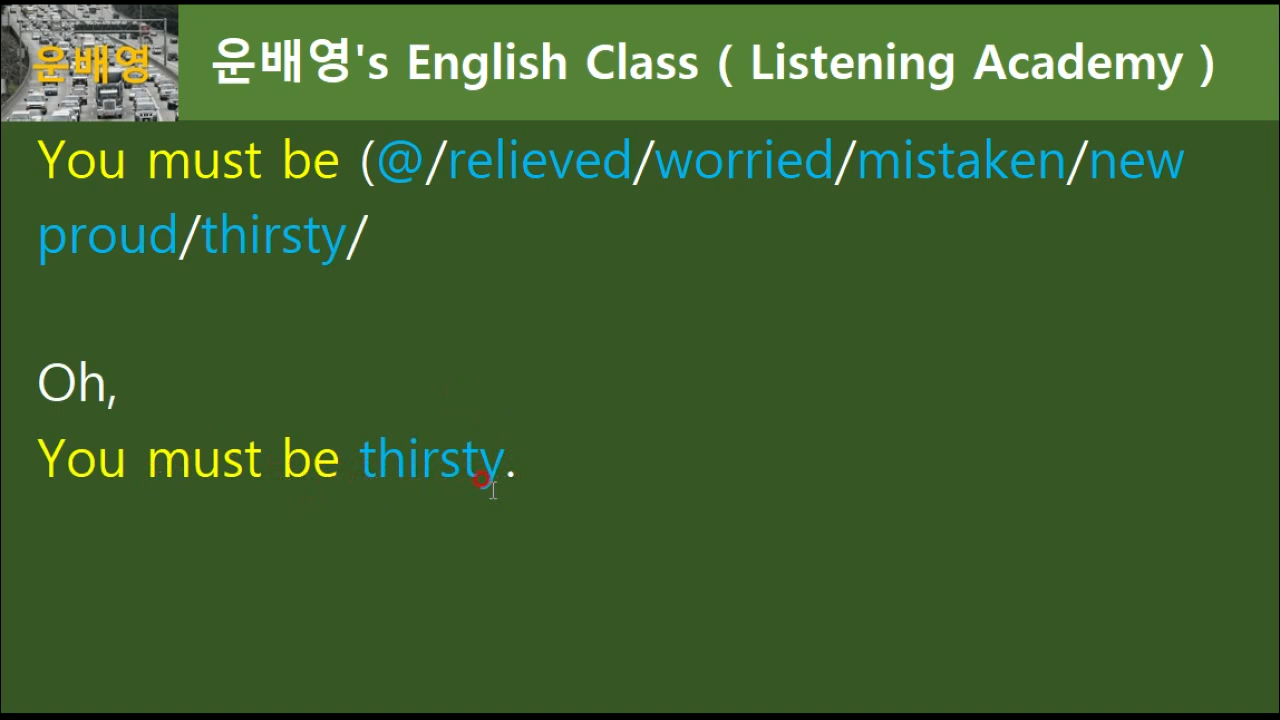 운배영
운배영's English Class ( Listening Academy )
You must be (@/relieved/worried/mistaken/new
proud/thirsty/
Oh,
You must be thirsty.